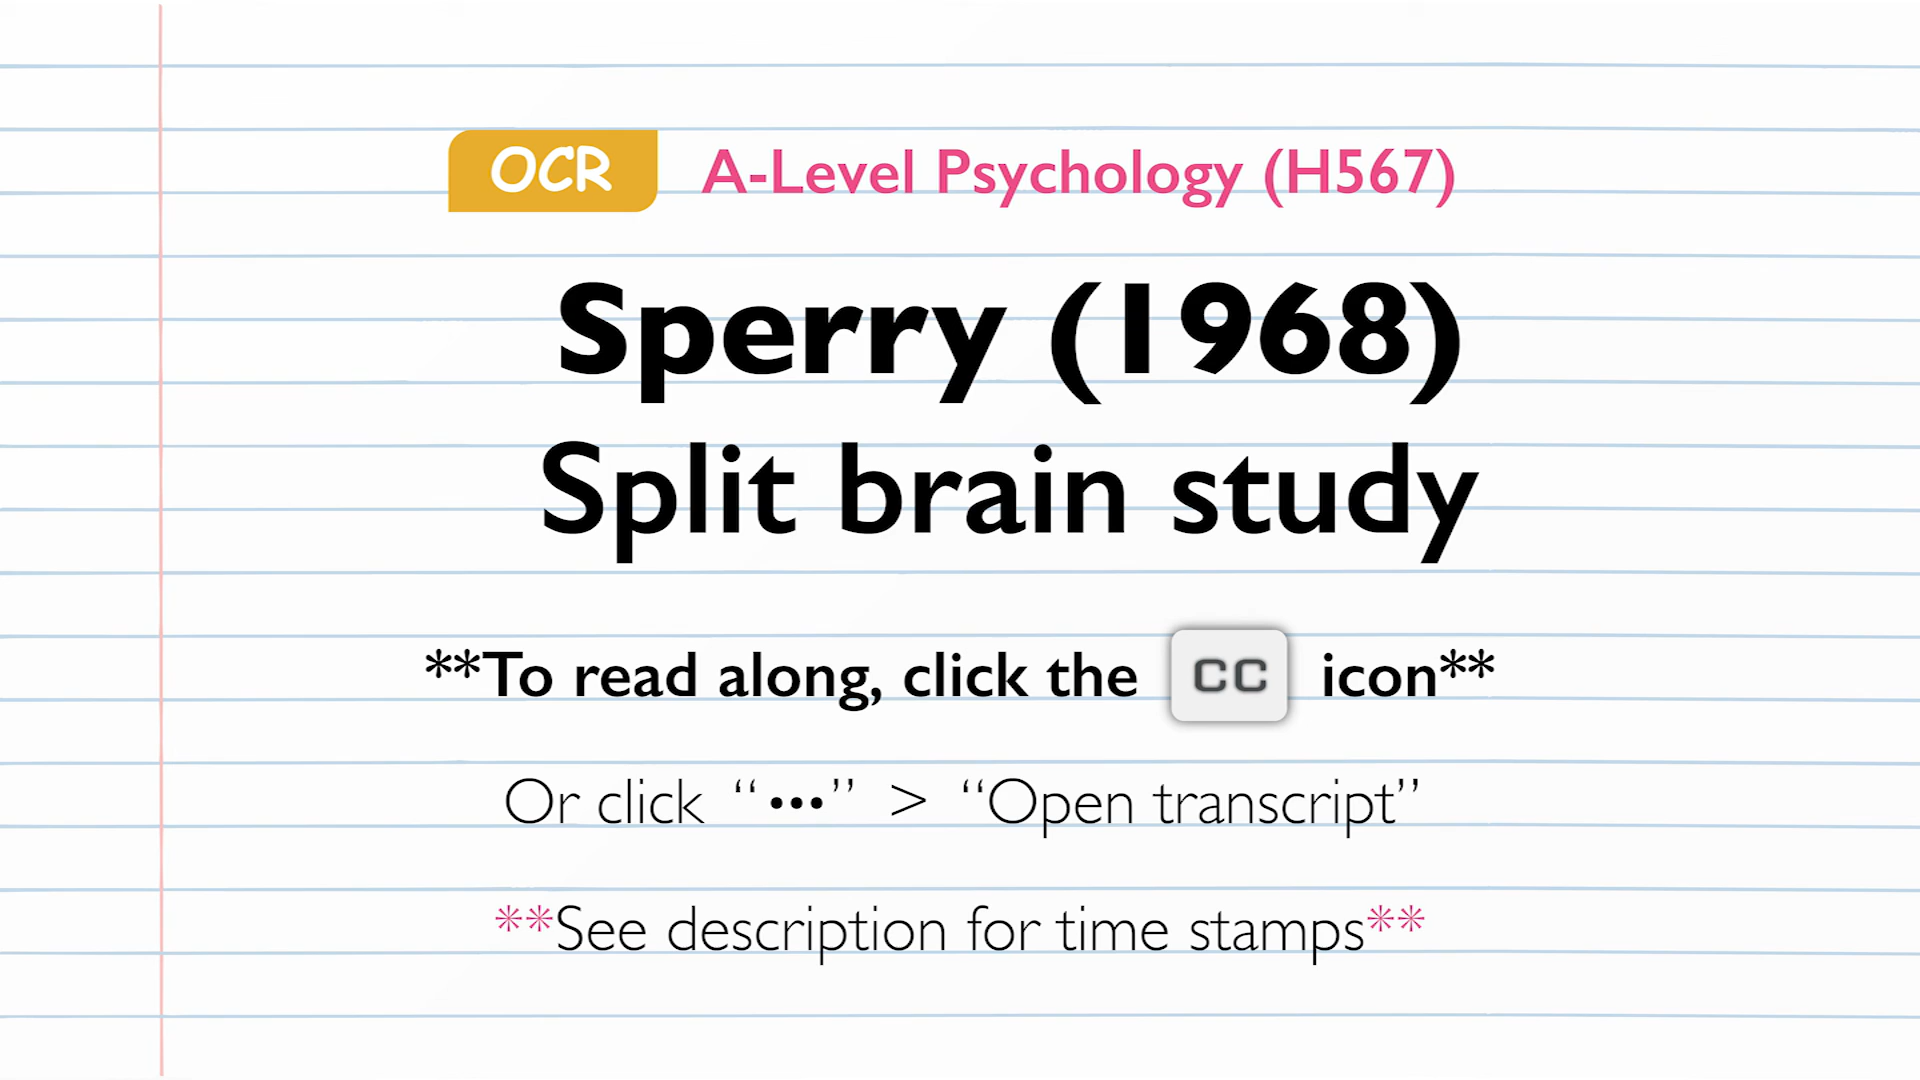 OCR A-Level Psychology (H567)
Sperry (1968)
Split brain study
**To read along, click the CC icon**
Or click “•••” > “Open transcript”
**See description for time stamps**